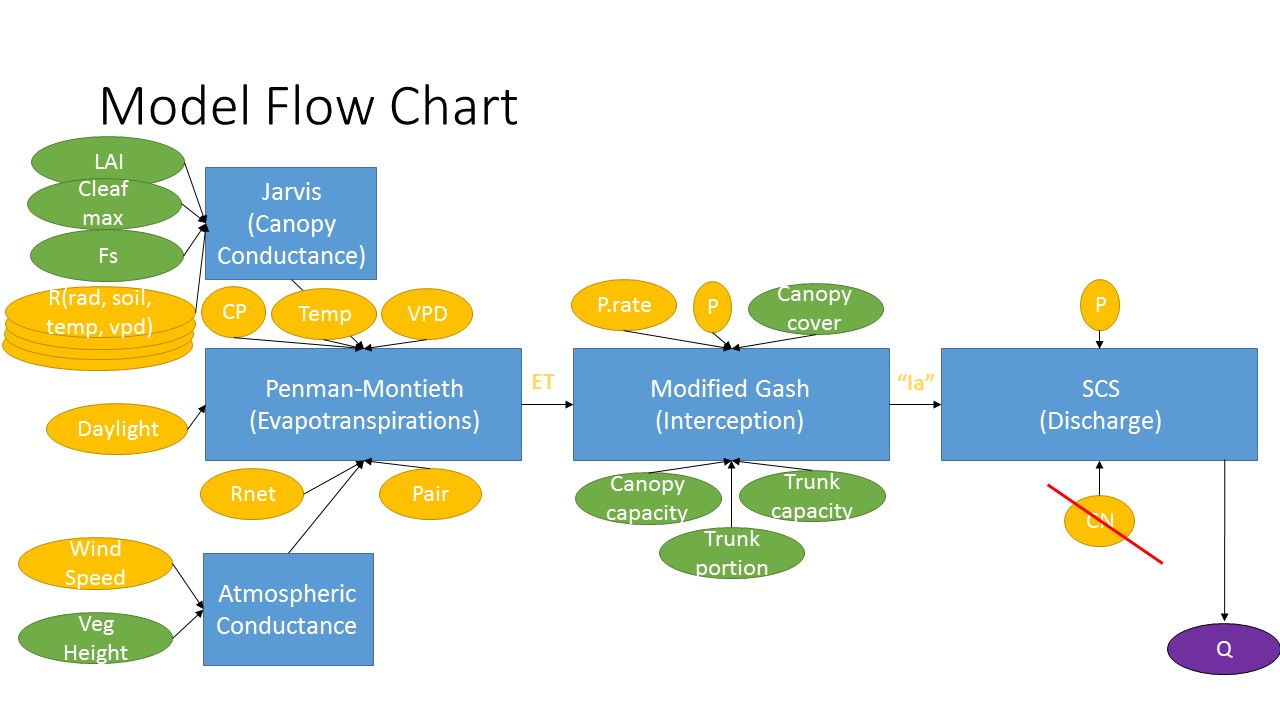 Model Flow Chart
LAI
Cleaf
max
Fs
R(rad, soil,
temp, vpd)
Jarvis
(Canopy
Conductance)
CP
Temp
VPD
Daylight
Penman-Montieth
(Evapotranspirations)
Rnet
Pair
Wind
Speed
Veg
Height
Atmospheric
Conductance
ET
P.rate
P
Canopy
cover
Modified Gash
(Interception)
Canopy
capacity
Trunk
capacity
Trunk
portion
“Ia”
P
SCS
(Discharge)
CN
Q